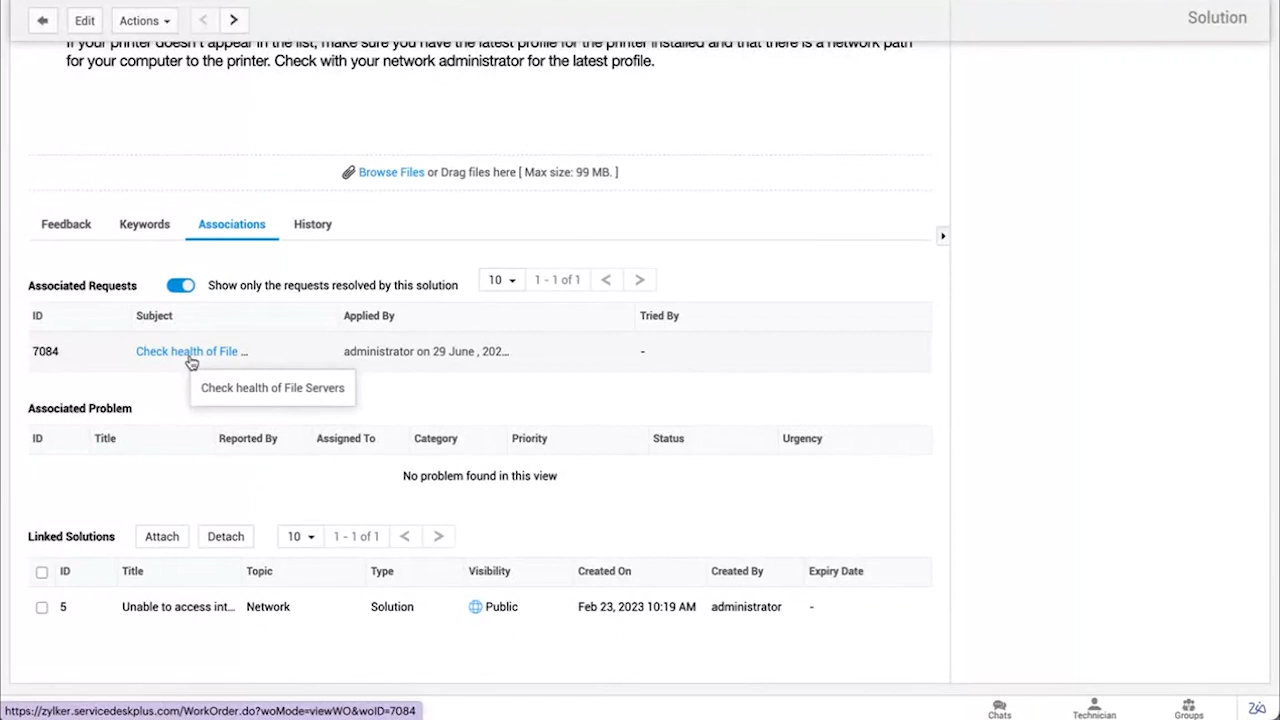 Edit
Actions
Solution
If your printer doesn't appear in the list, make sure you have the latest profile for the printer installed and that there is a network path
for your computer to the printer. Check with your network administrator for the latest profile.
Browse Files or Drag files here [ Max size: 99 MB. ]
Feedback Keywords Associations History
Associated Requests Show only the requests resolved by this solution 10 1 - 1 of 1
ID Subject Applied By Tried By
7084 Check health of File ... administrator on 29 June , 202... -
Check health of File Servers
Associated Problem
ID Title Reported By Assigned To Category Priority Status Urgency
No problem found in this view
Linked Solutions Attach Detach 10 1 - 1 of 1
ID Title Topic Type Visibility Created On Created By Expiry Date
5 Unable to access int... Network Solution Public Feb 23, 2023 10:19 AM administrator -
https://zylker.servicedeskplus.com/WorkOrder.do?woMode=viewWO&woID=7084
Chats Technician Groups